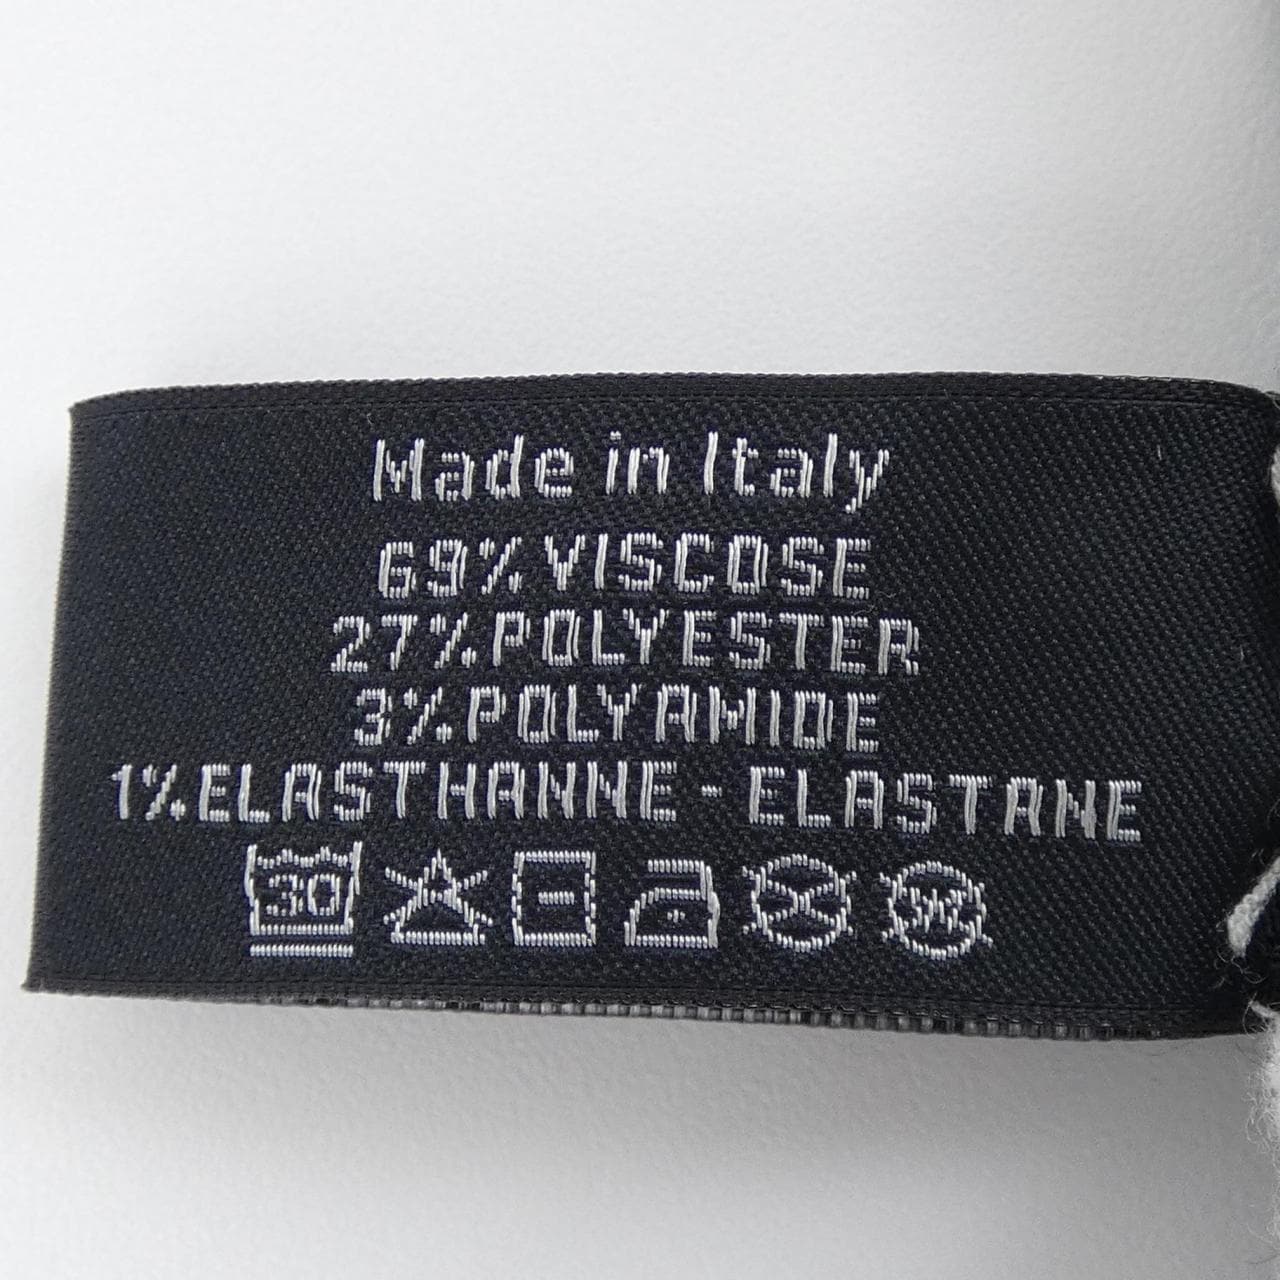 Made in Italy
69% VISCOSE
27% POLYESTER
3% POLYAMIDE
1% ELASTHANNE - ELASTANE
30
W